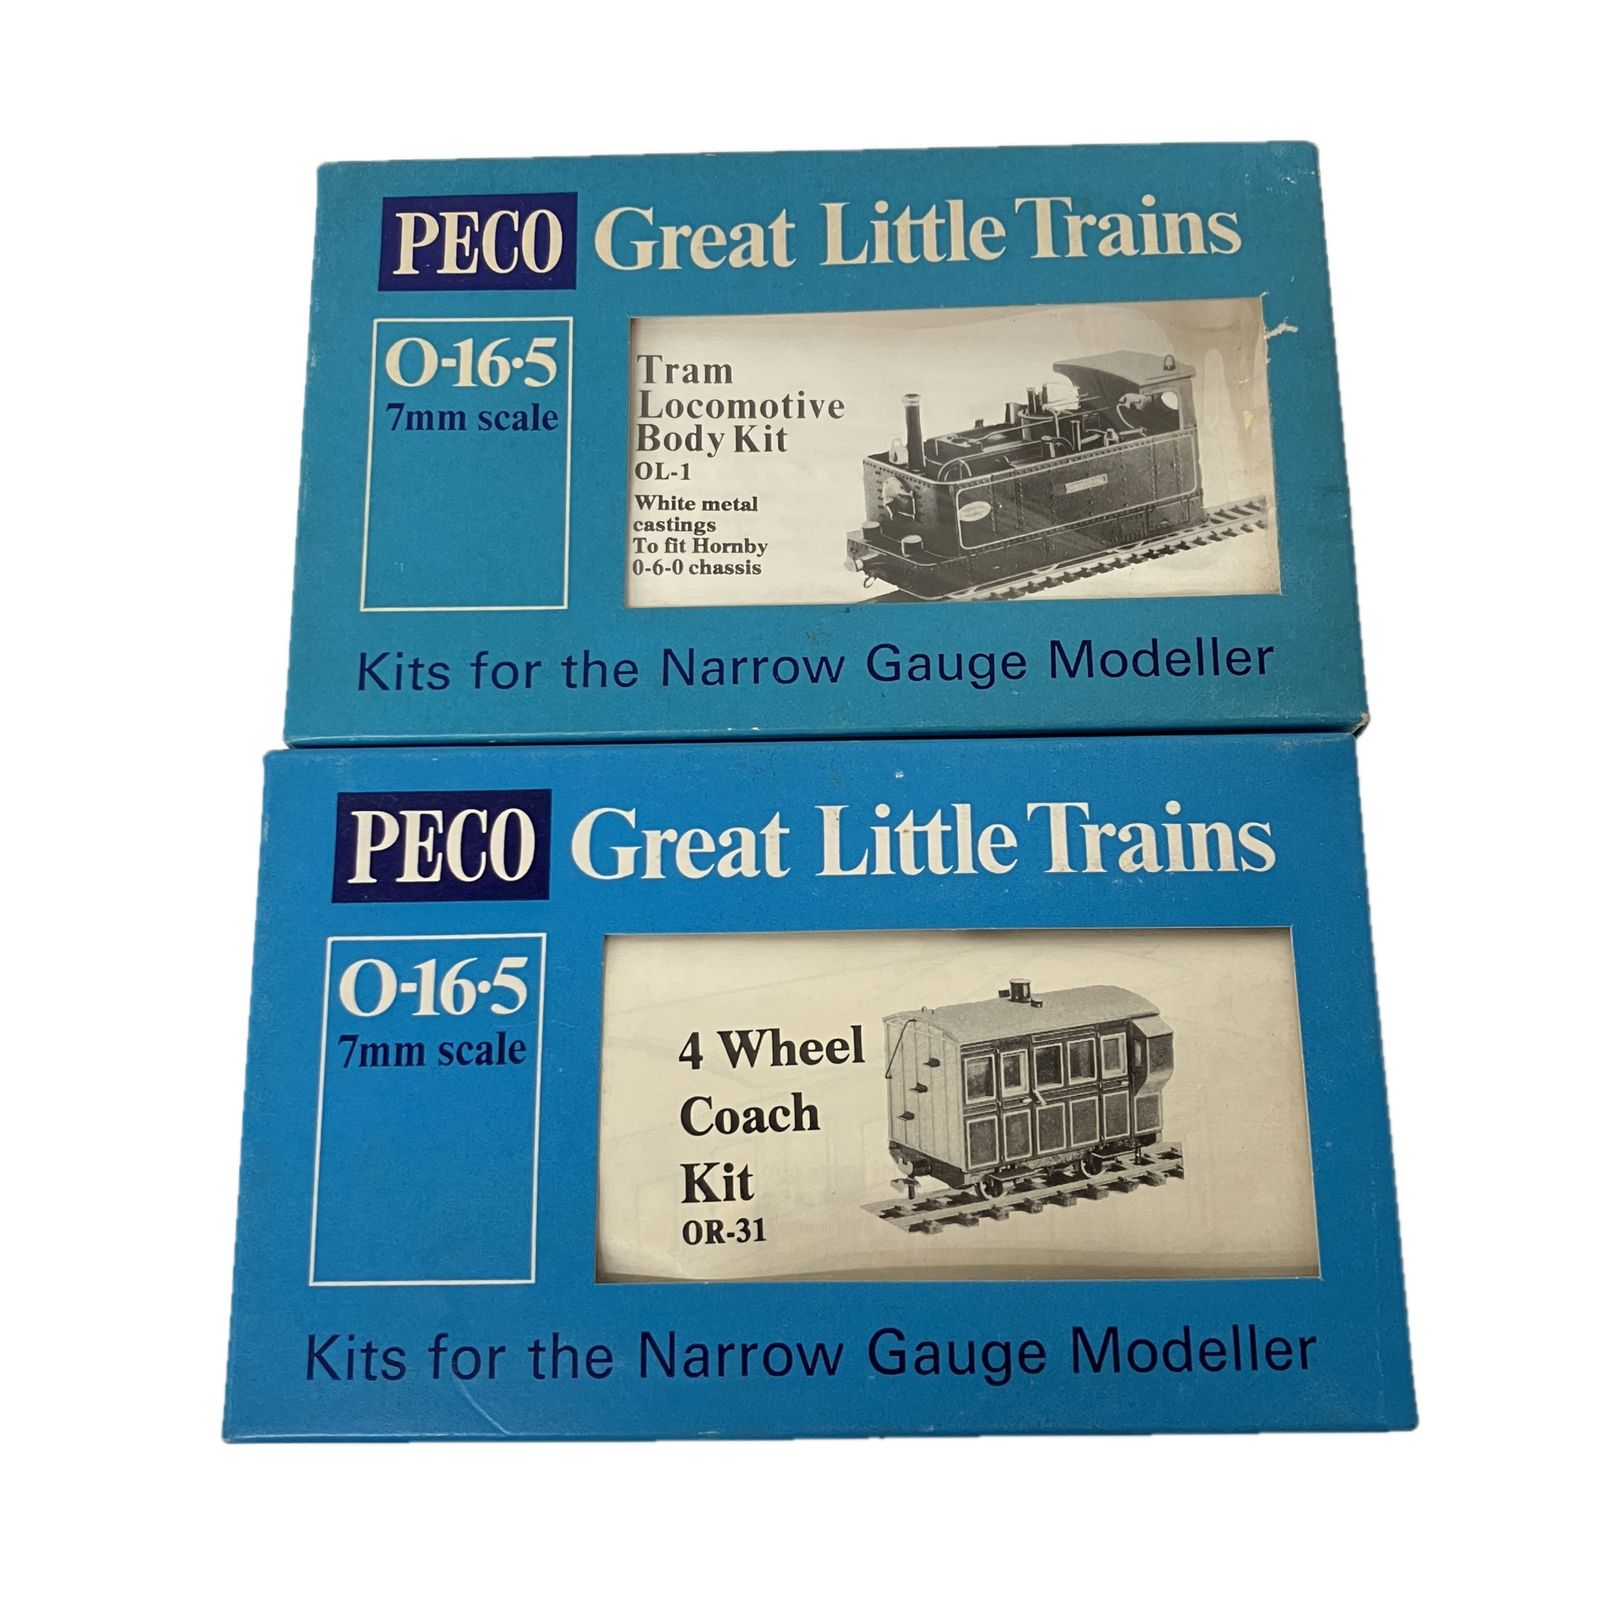 PECO Great Little Trains
O-16·5
7mm scale
Tram
Locomotive
Body Kit
OL-1
White metal
castings
To fit Hornby
0-6-0 chassis
Kits for the Narrow Gauge Modeller
PECO Great Little Trains
O-16·5
7mm scale
4 Wheel
Coach
Kit
OR-31
Kits for the Narrow Gauge Modeller